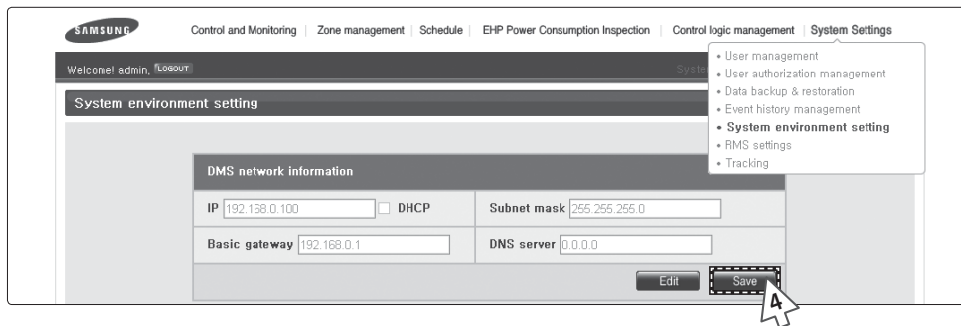 SAMSUNG
Control and Monitoring | Zone management | Schedule | EHP Power Consumption Inspection | Control logic management | System Settings
Welcome! admin, LOGOUT
• User management
• User authorization management
• Data backup & restoration
• Event history management
• System environment setting
• RMS settings
• Tracking
System environment setting
DMS network information
IP 192.168.0.100 DHCP Subnet mask 255.255.255.0
Basic gateway 192.168.0.1 DNS server 0.0.0.0
Edit Save
4